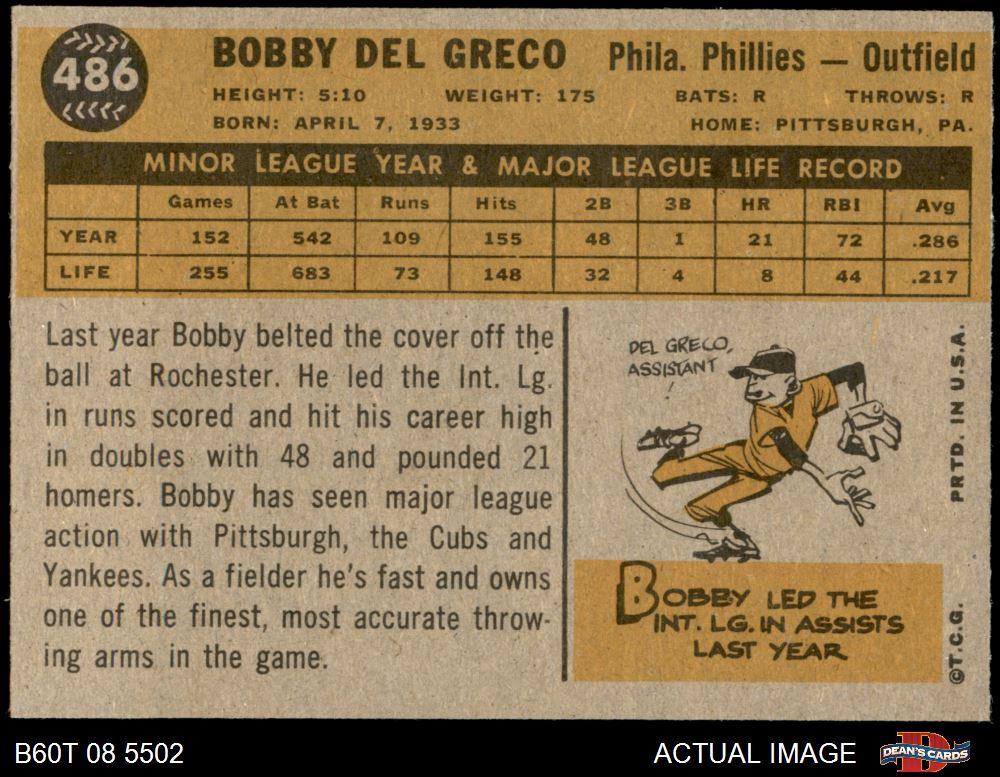 486
BOBBY DEL GRECO Phila. Phillies — Outfield
HEIGHT: 5:10 WEIGHT: 175 BATS: R THROWS: R
BORN: APRIL 7, 1933 HOME: PITTSBURGH, PA.
MINOR LEAGUE YEAR & MAJOR LEAGUE LIFE RECORD
Games At Bat Runs Hits 2B 3B HR RBI Avg
YEAR 152 542 109 155 48 1 21 72 .286
LIFE 255 683 73 148 32 4 8 44 .217
Last year Bobby belted the cover off the
ball at Rochester. He led the Int. Lg.
in runs scored and hit his career high
in doubles with 48 and pounded 21
homers. Bobby has seen major league
action with Pittsburgh, the Cubs and
Yankees. As a fielder he's fast and owns
one of the finest, most accurate throw-
ing arms in the game.
DEL GRECO,
ASSISTANT
!
BOBBY LED THE
INT. LG. IN ASSISTS
LAST YEAR
©T.C.G. PRTD. IN U.S.A.
B60T 08 5502 ACTUAL IMAGE
DEAN'S CARDS